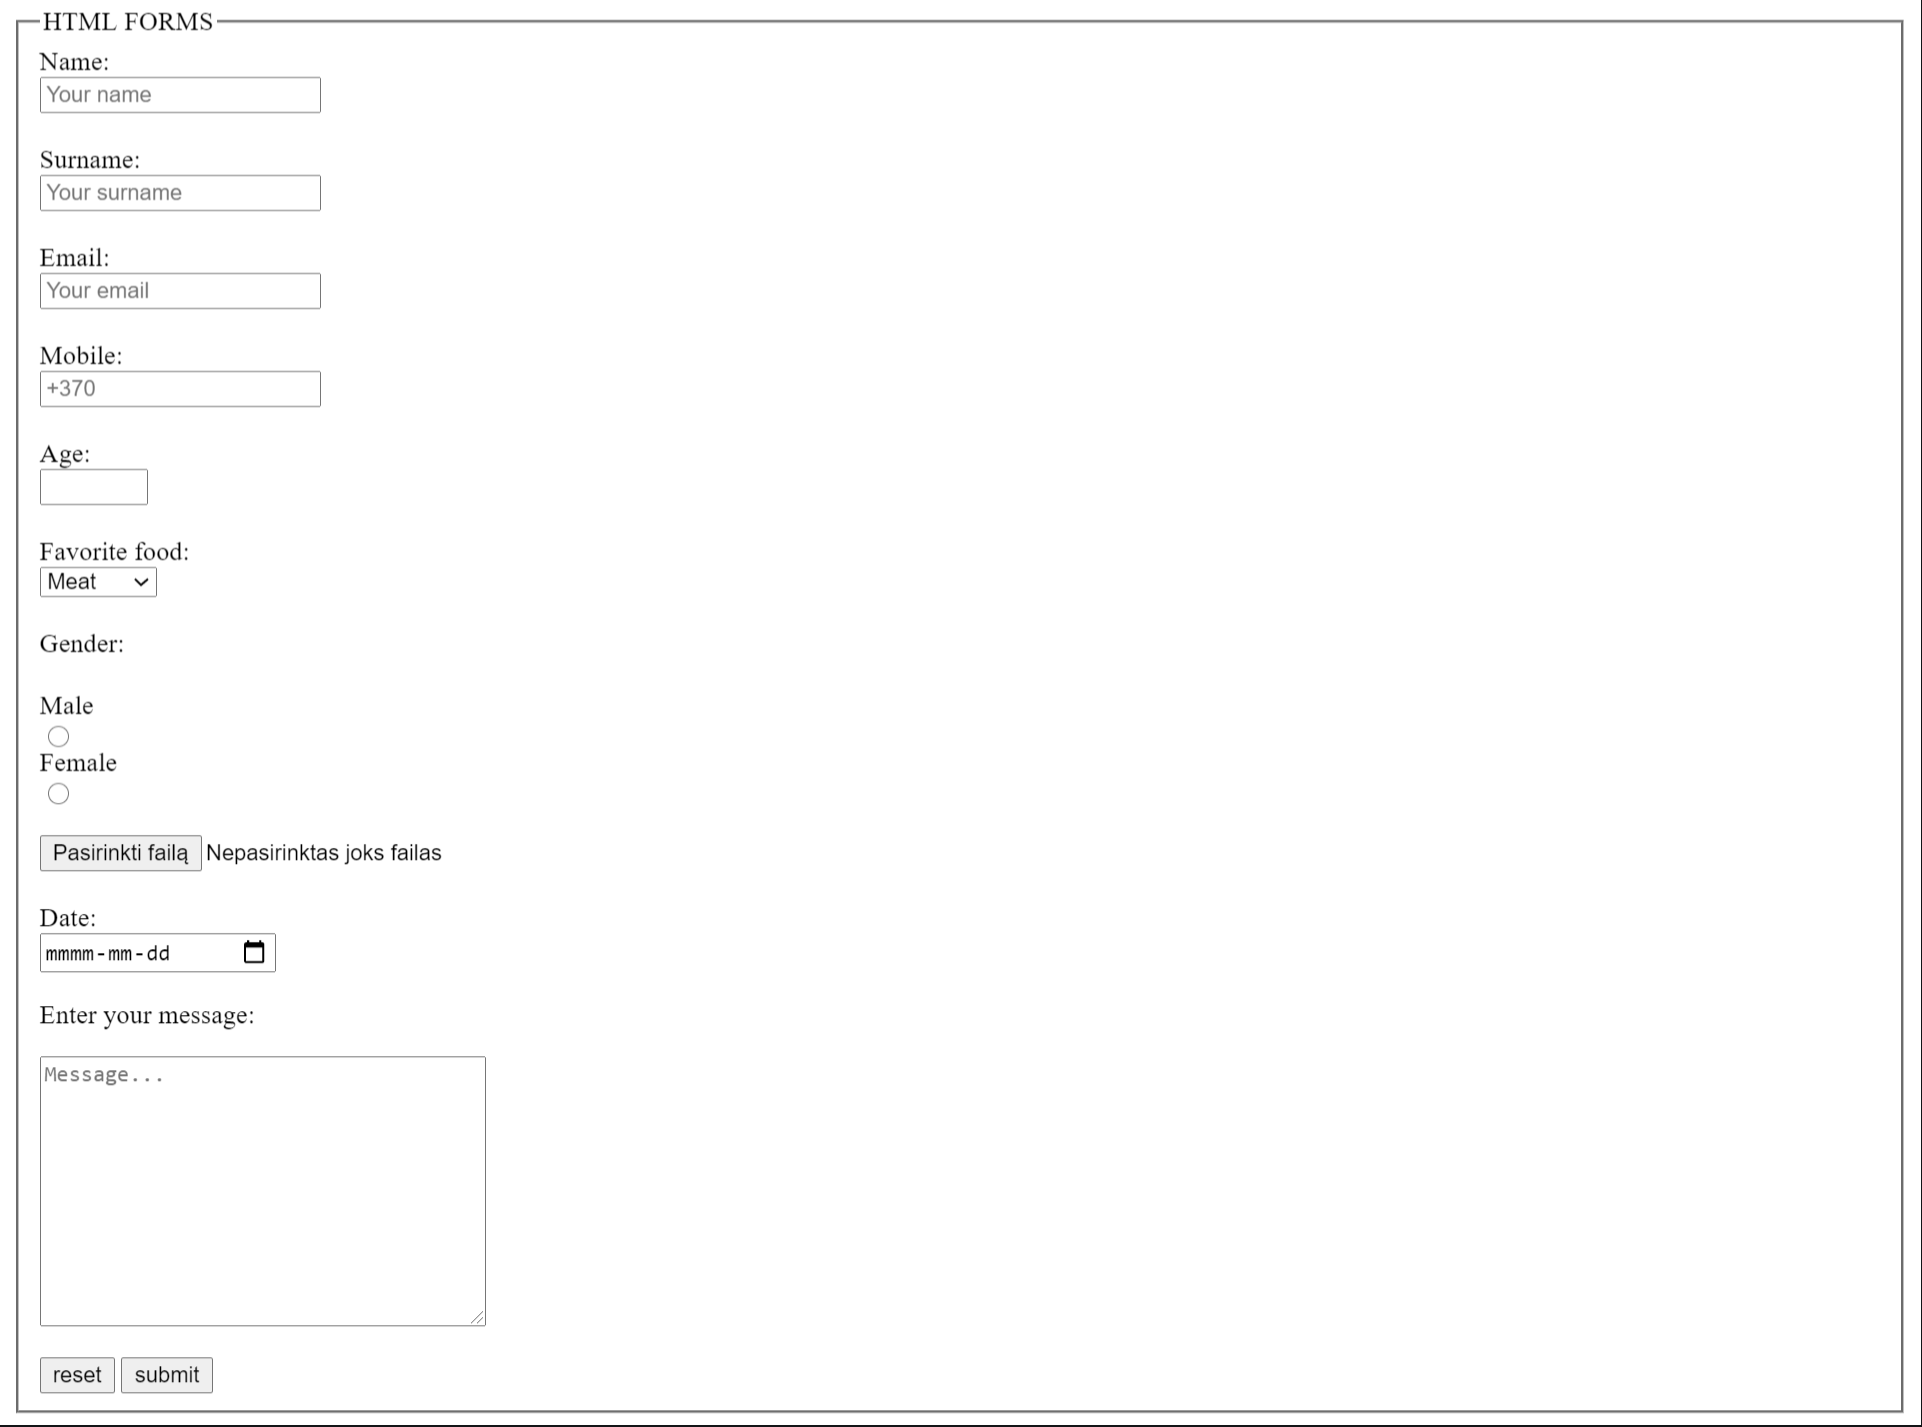 HTML FORMS
Name:
Your name
Surname:
Your surname
Email:
Your email
Mobile:
+370
Age:
Favorite food:
Meat
Gender:
Male
Female
Pasirinkti failą Nepasirinktas joks failas
Date:
mmmm-mm-dd
Enter your message:
Message...
reset submit